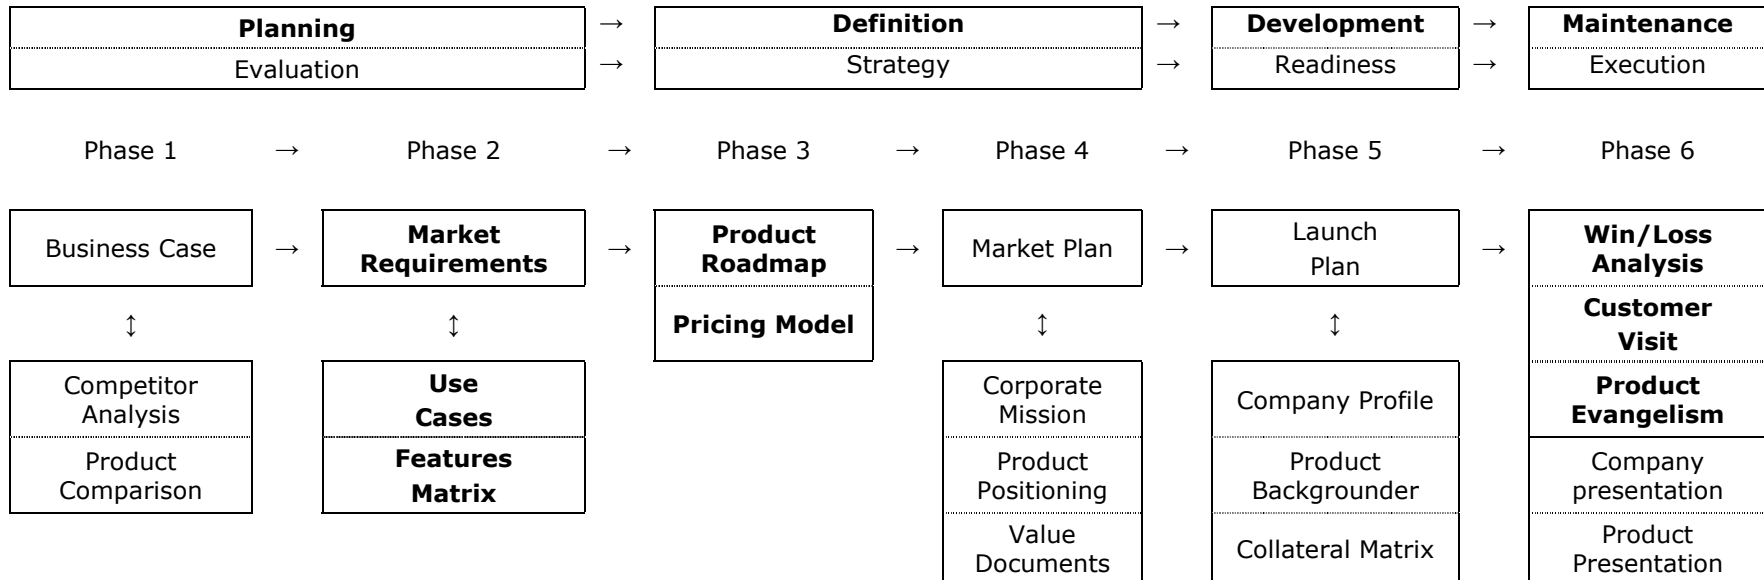 Planning → Definition → Development → Maintenance
Evaluation → Strategy → Readiness → Execution
Phase 1 → Phase 2 → Phase 3 → Phase 4 → Phase 5 → Phase 6
Business Case
→
Market
Requirements
→
Product
Roadmap
Pricing Model
→
Market Plan
→
Launch
Plan
→
Win/Loss
Analysis
Customer
Visit
Product
Evangelism
Company
presentation
Product
Presentation
↕
↕
↕
↕
Competitor
Analysis
Product
Comparison
Use
Cases
Features
Matrix
Corporate
Mission
Product
Positioning
Value
Documents
Company Profile
Product
Backgrounder
Collateral Matrix